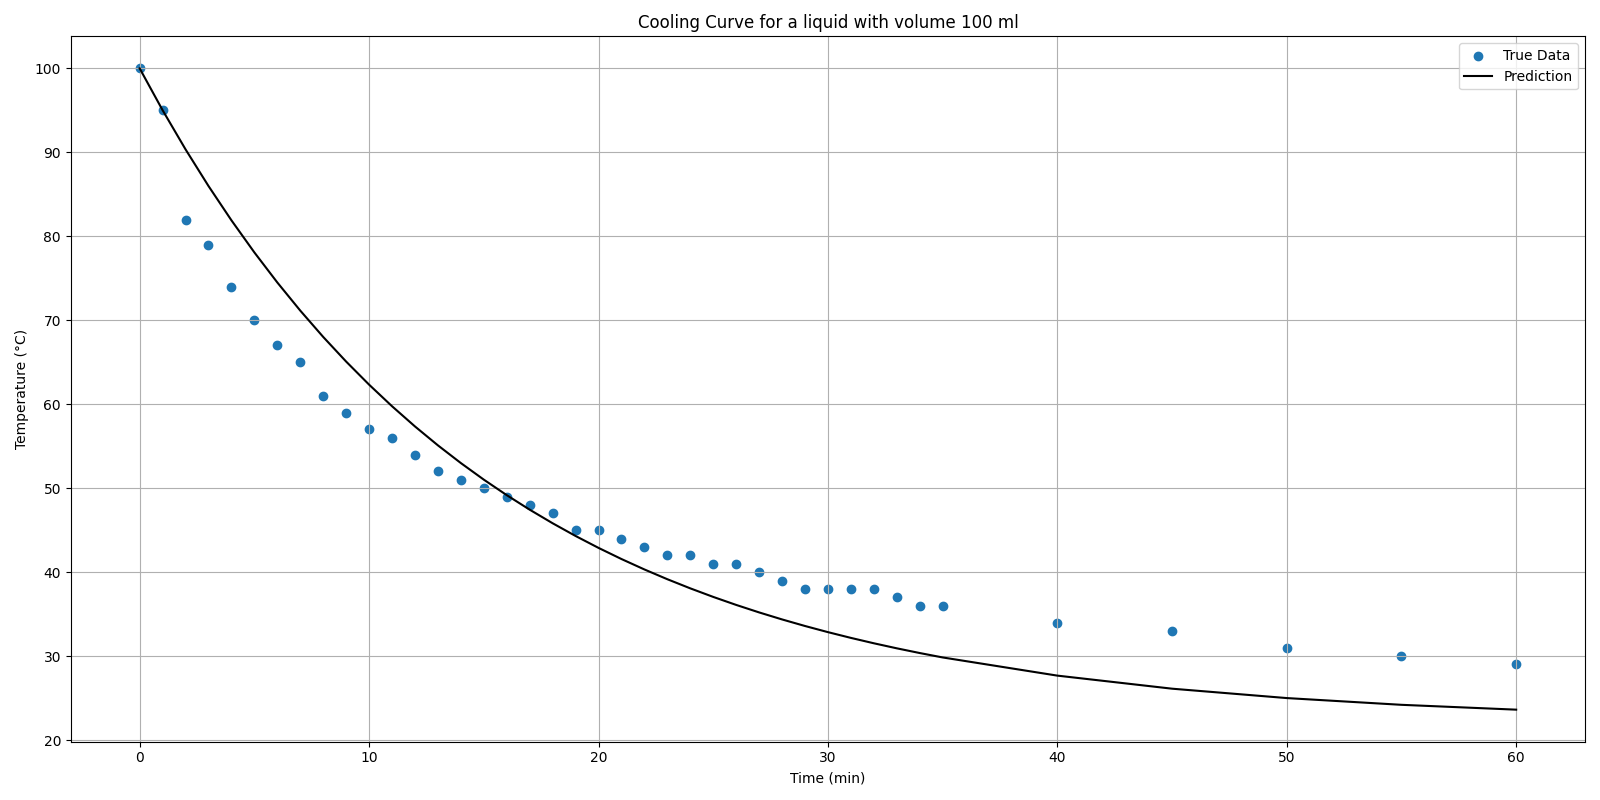 Cooling Curve for a liquid with volume 100 ml
True Data
Prediction
Temperature (°C)
100
90
80
70
60
50
40
30
20
0 10 20 30 40 50 60
Time (min)